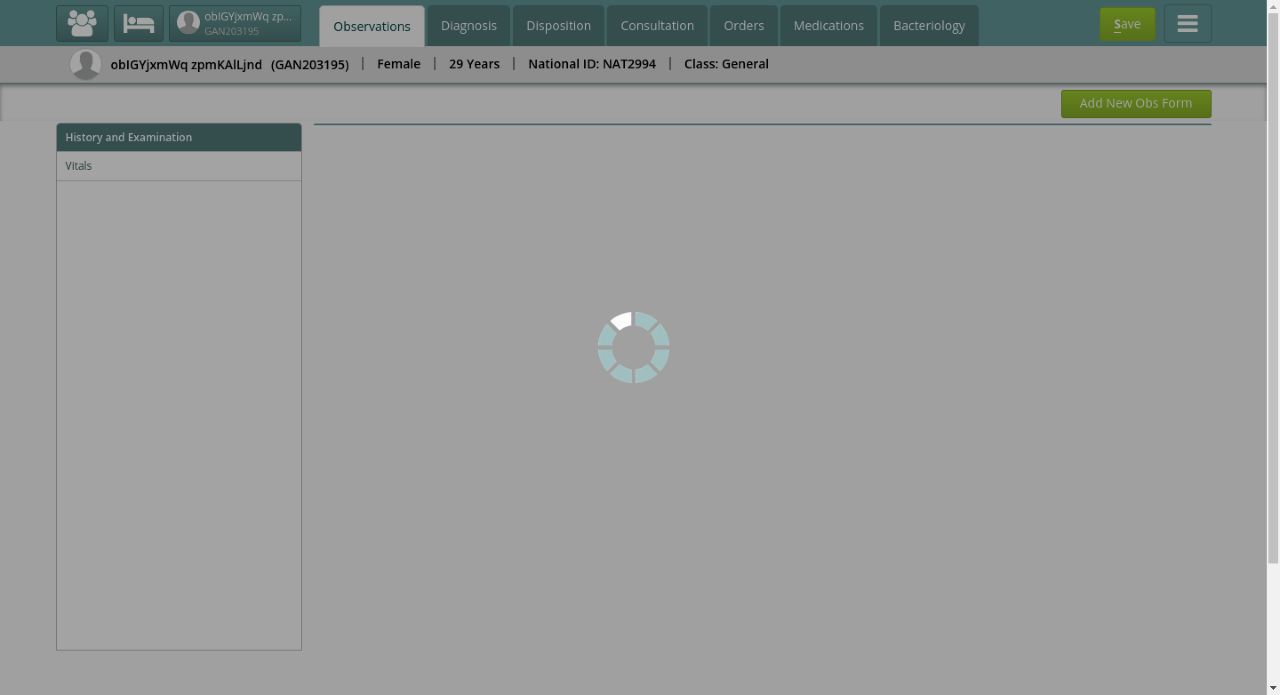 obIGYjxmWq zp...
GAN203195
Observations
Diagnosis
Disposition
Consultation
Orders
Medications
Bacteriology
Save
obIGYjxmWq zpmKAlLjnd (GAN203195) | Female | 29 Years | National ID: NAT2994 | Class: General
Add New Obs Form
History and Examination
Vitals